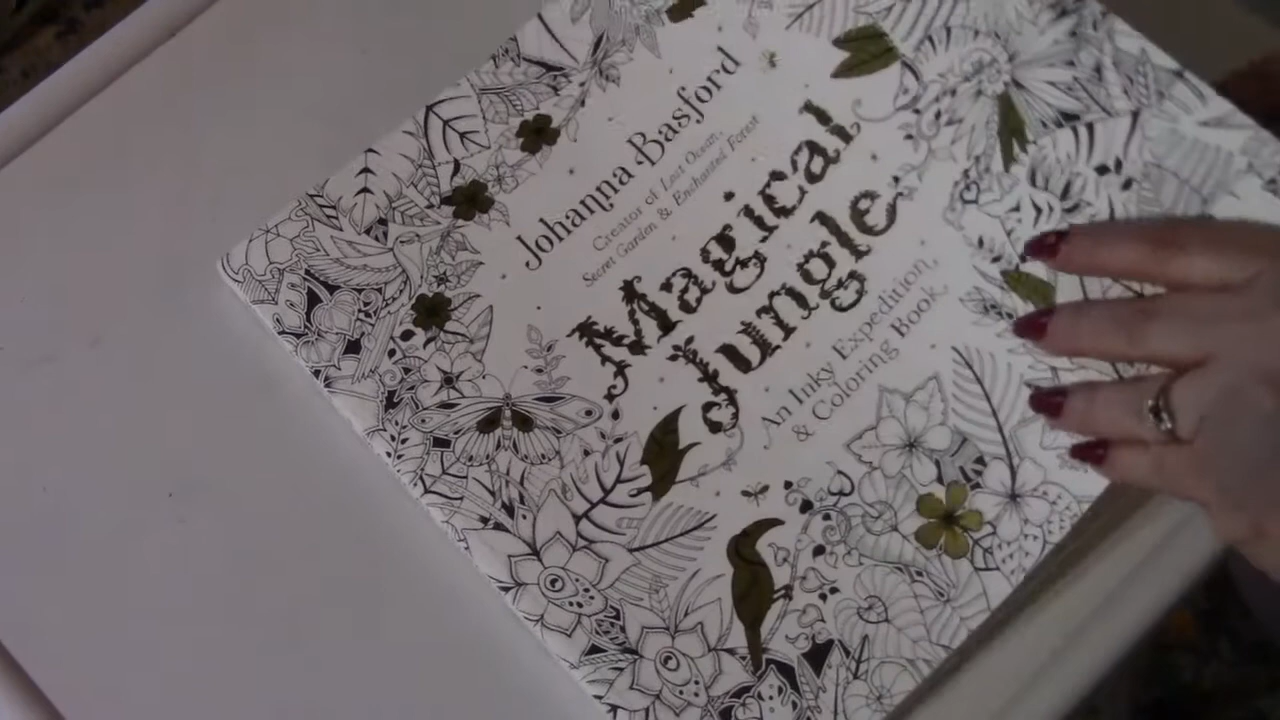 Johanna Basford
Creator of Lost Ocean,
Secret Garden & Enchanted Forest
Magical
Jungle
An Inky Expedition
& Coloring Book